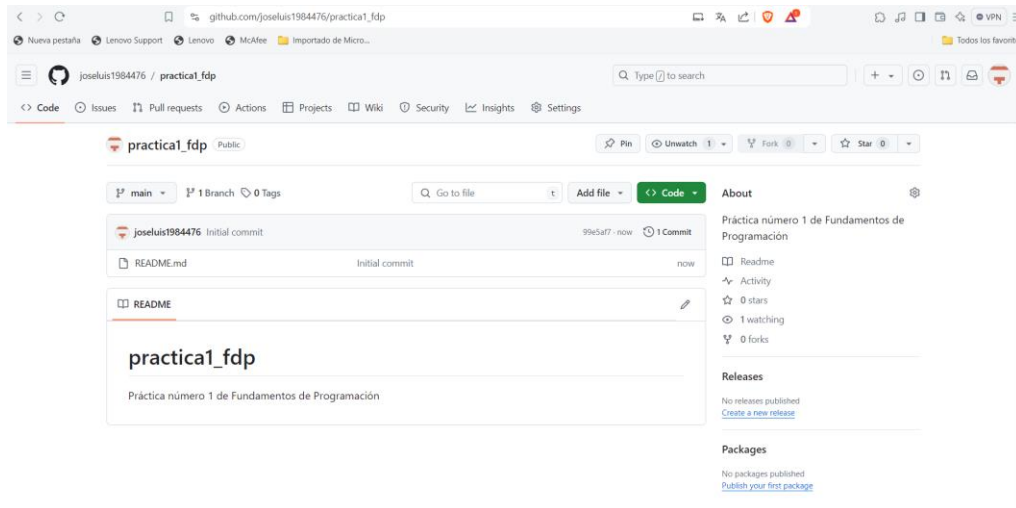 github.com/joseluis1984476/practica1_fdp
VPN
Nueva pestaña Lenovo Support Lenovo McAfee Importado de Micro... Todos los favorit
joseluis1984476 / practica1_fdp Type / to search
Code Issues Pull requests Actions Projects Wiki Security Insights Settings
practica1_fdp Public Pin Unwatch 1 Fork 0 Star 0
main 1 Branch 0 Tags Go to file t Add file Code
joseluis1984476 Initial commit 99e5af7 · now 1 Commit
README.md Initial commit now
README
practica1_fdp
Práctica número 1 de Fundamentos de Programación
About
Práctica número 1 de Fundamentos de
Programación
Readme
Activity
0 stars
1 watching
0 forks
Releases
No releases published
Create a new release
Packages
No packages published
Publish your first package